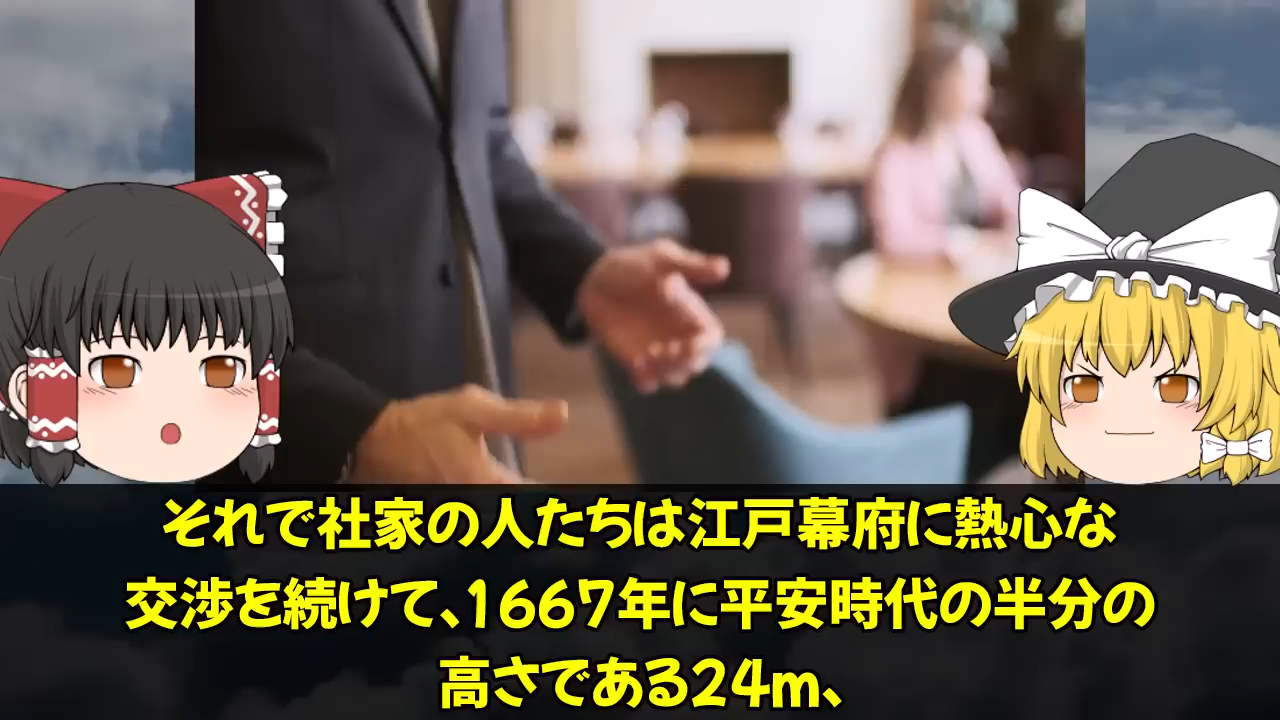 それで社家の人たちは江戸幕府に熱心な
交渉を続けて、1667年に平安時代の半分の
高さである24m、